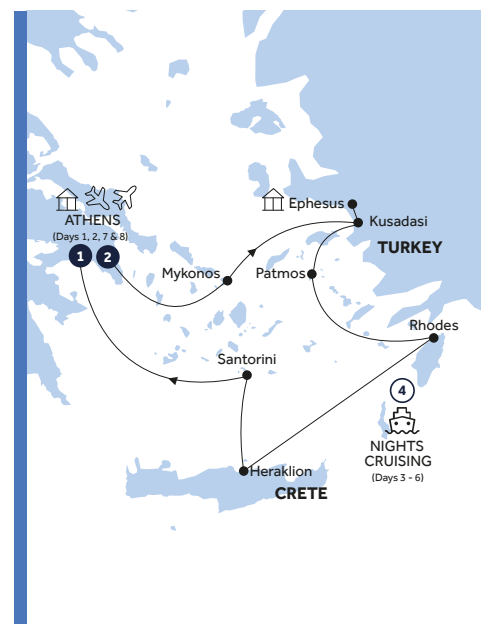 Ephesus
ATHENS
(Days 1, 2, 7 & 8)
1
2
Kusadasi
TURKEY
Mykonos
Patmos
Rhodes
Santorini
4
NIGHTS
CRUISING
(Days 3 - 6)
Heraklion
CRETE